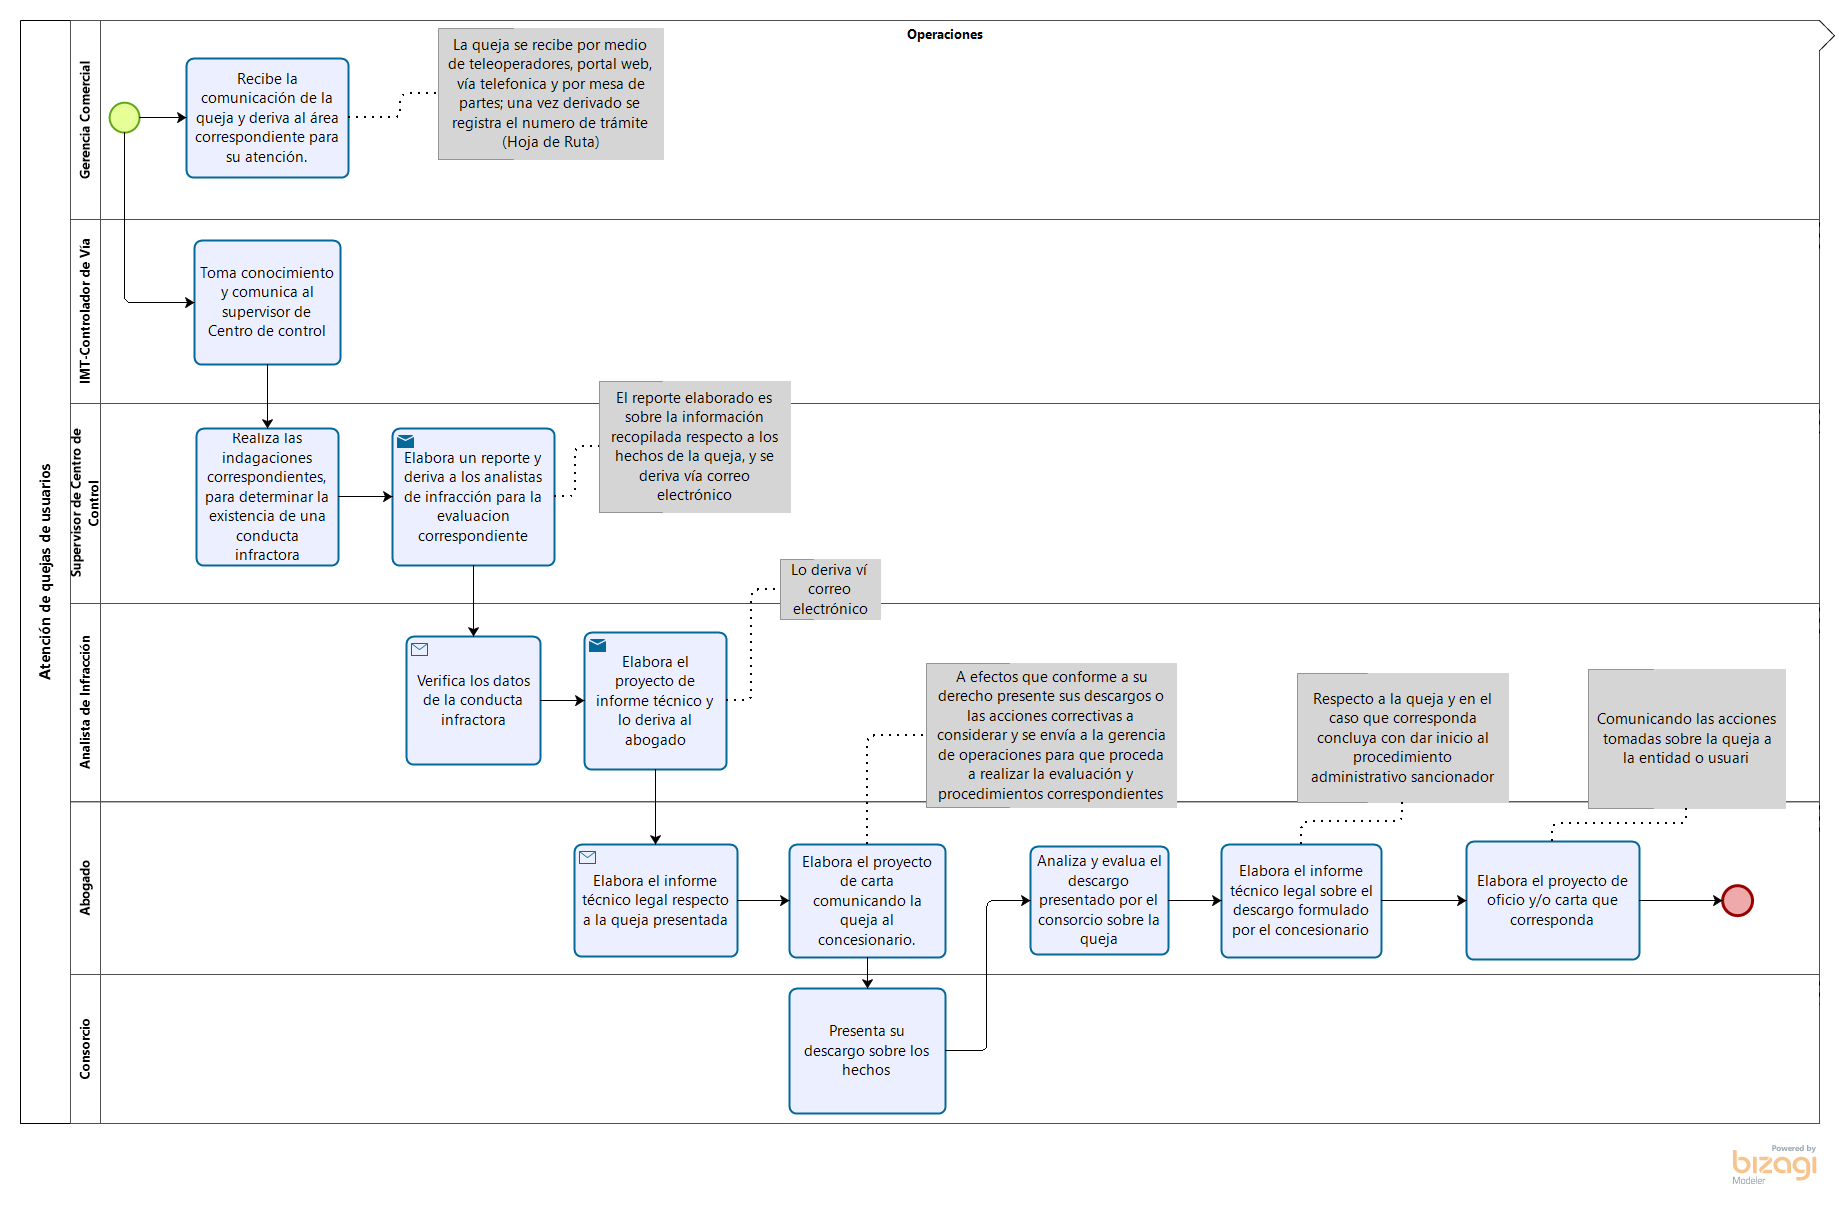 Operaciones
Atención de quejas de usuarios
Gerencia Comercial
Recibe la
comunicación de la
queja y deriva al área
correspondiente para
su atención.
La queja se recibe por medio
de teleoperadores, portal web,
vía telefonica y por mesa de
partes; una vez derivado se
registra el numero de trámite
(Hoja de Ruta)
IMT-Controlador de Vía
Toma conocimiento
y comunica al
supervisor de
Centro de control
Supervisor de Centro de
Control
Realiza las
indagaciones
correspondientes,
para determinar la
existencia de una
conducta
infractora
Elabora un reporte y
deriva a los analistas
de infracción para la
evaluacion
correspondiente
El reporte elaborado es
sobre la información
recopilada respecto a los
hechos de la queja, y se
deriva vía correo
electrónico
Analista de Infracción
Verifica los datos
de la conducta
infractora
Elabora el
proyecto de
informe técnico y
lo deriva al
abogado
Lo deriva ví
correo
electrónico
Abogado
Elabora el informe
técnico legal respecto
a la queja presentada
Elabora el proyecto
de carta
comunicando la
queja al
concesionario.
A efectos que conforme a su
derecho presente sus descargos o
las acciones correctivas a
considerar y se envía a la gerencia
de operaciones para que proceda
a realizar la evaluación y
procedimientos correspondientes
Analiza y evalua el
descargo
presentado por el
consorcio sobre la
queja
Elabora el informe
técnico legal sobre el
descargo formulado
por el concesionario
Respecto a la queja y en el
caso que corresponda
concluya con dar inicio al
procedimiento
administrativo sancionador
Elabora el proyecto de
oficio y/o carta que
corresponda
Comunicando las acciones
tomadas sobre la queja a
la entidad o usuari
Consorcio
Presenta su
descargo sobre los
hechos
Powered by
bizagi
Modeler